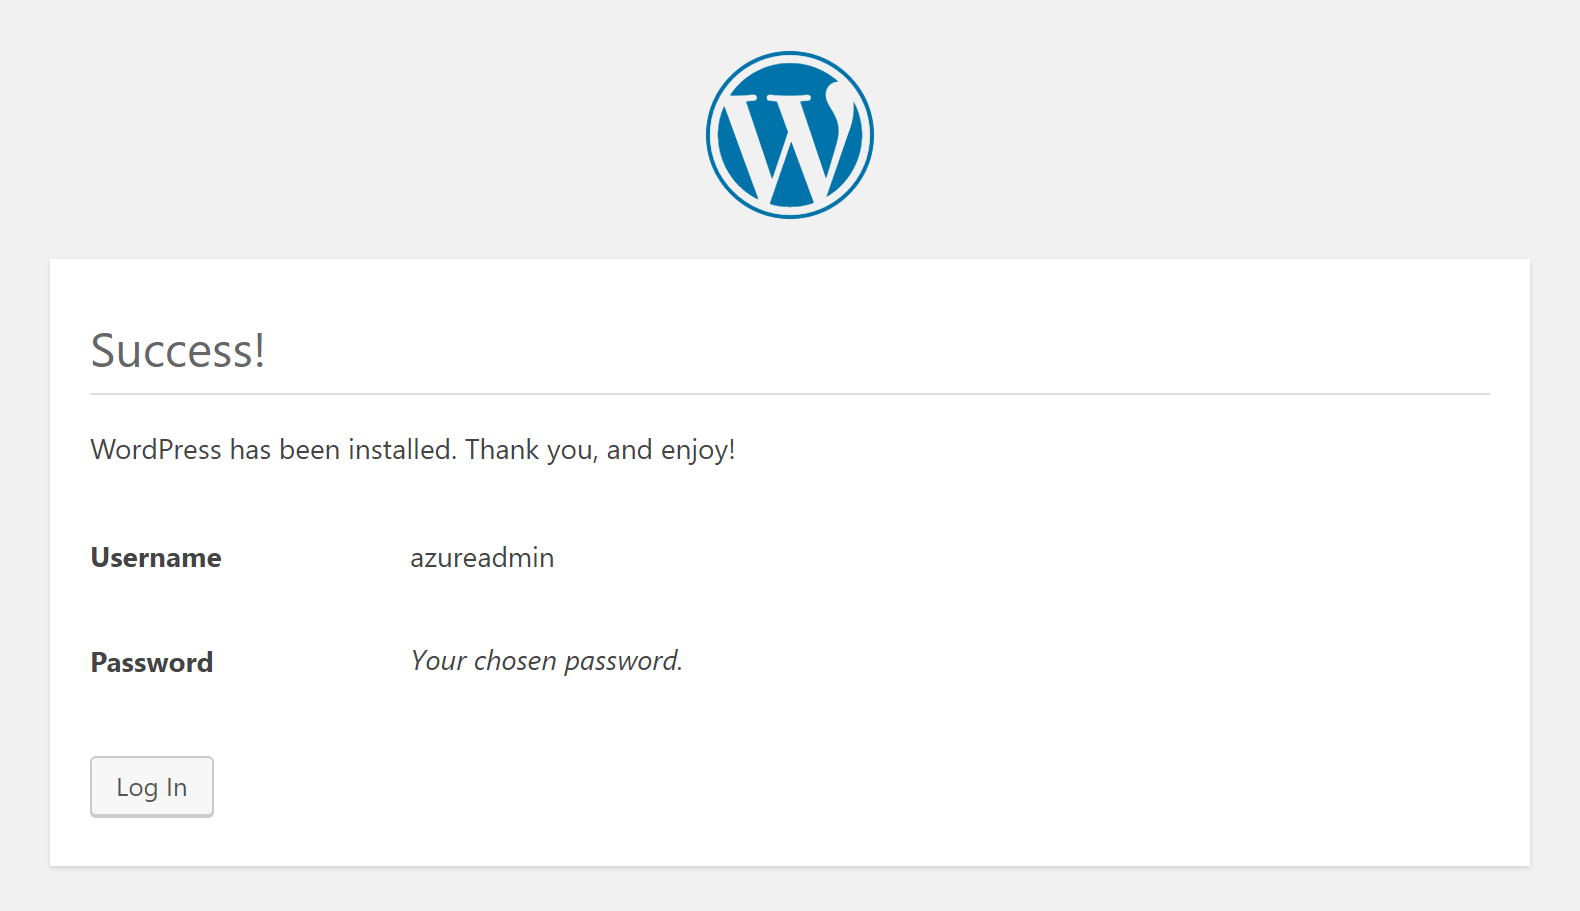 Success!
WordPress has been installed. Thank you, and enjoy!
Username azureadmin
Password Your chosen password.
Log In